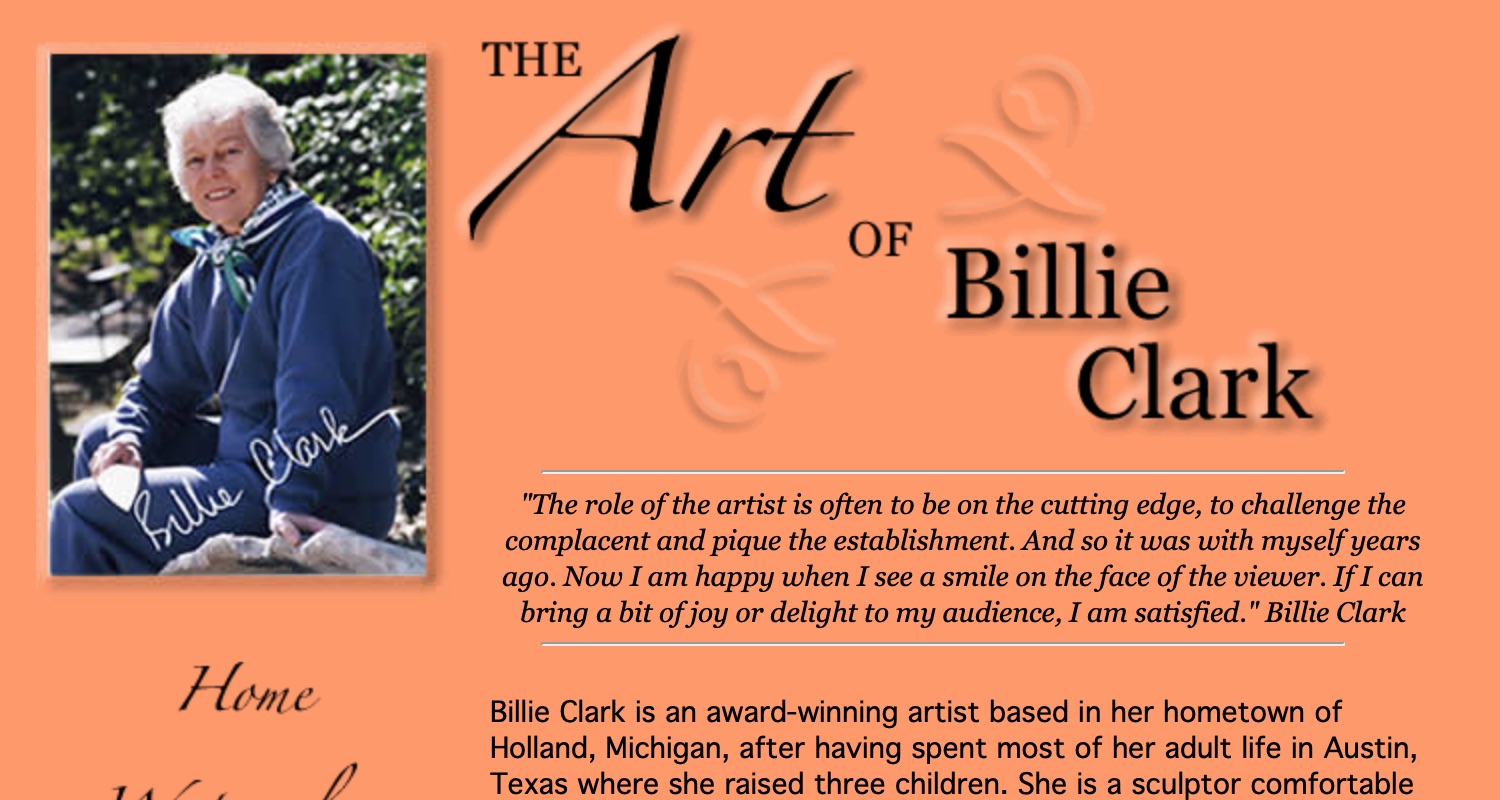 THE
Art
OF
Billie
Clark
Billie Clark
"The role of the artist is often to be on the cutting edge, to challenge the
complacent and pique the establishment. And so it was with myself years
ago. Now I am happy when I see a smile on the face of the viewer. If I can
bring a bit of joy or delight to my audience, I am satisfied." Billie Clark
Home
Billie Clark is an award-winning artist based in her hometown of
Holland, Michigan, after having spent most of her adult life in Austin,
Texas where she raised three children. She is a sculptor comfortable